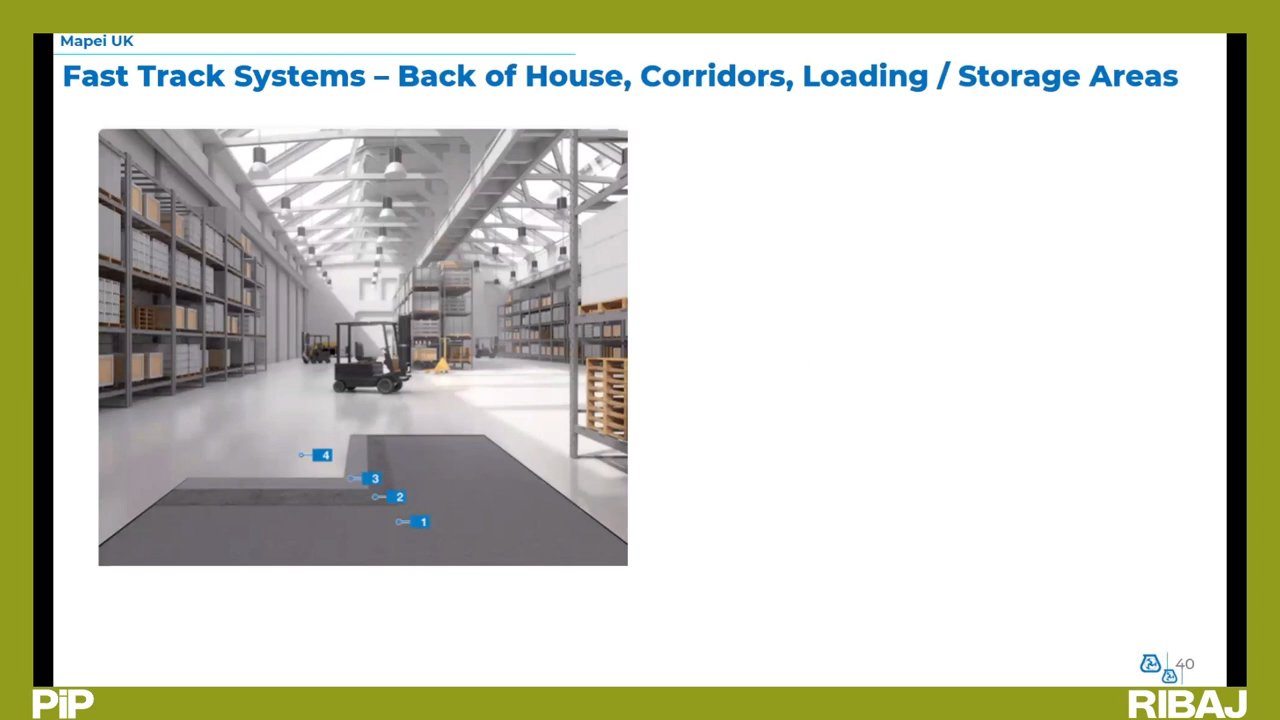 Mapei UK
Fast Track Systems – Back of House, Corridors, Loading / Storage Areas
4
3
2
1
40
PiP
RIBAJ